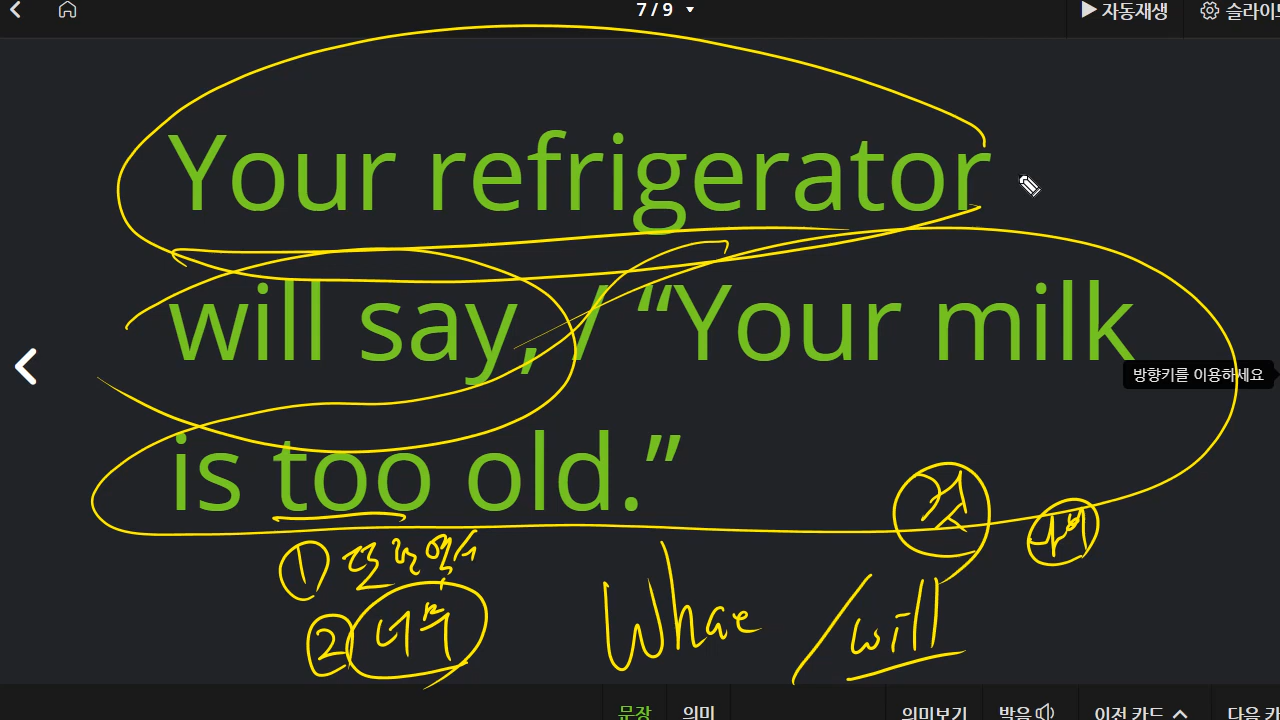 7 / 9
자동재생
Your refrigerator
will say, / “Your milk
방향키를 이용하세요
is too old.”
①
② 너무
will
문장
의미
의미보기
발음
이전 카드